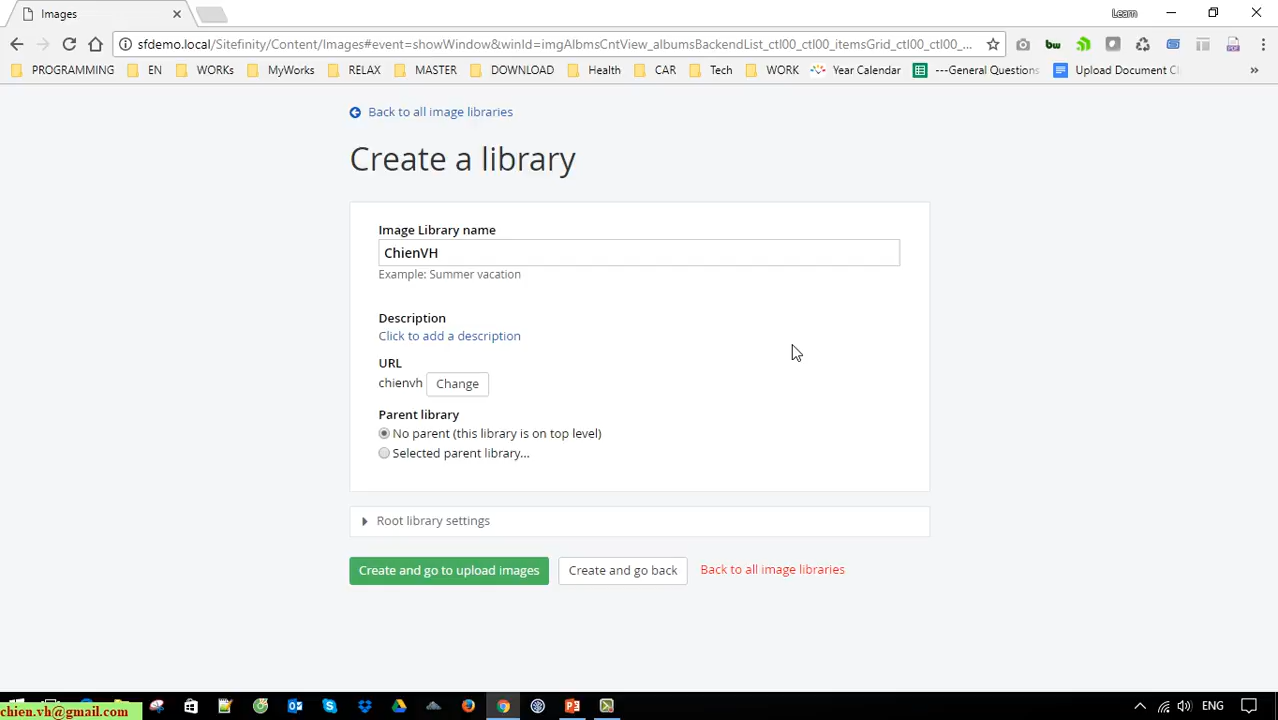 Images
Learn
sfdemo.local/Sitefinity/Content/Images#event=showWindow&winId=imgAlbmsCntView_albumsBackendList_ctl00_ctl00_itemsGrid_ctl00_ctl00_...
PROGRAMMING EN WORKs MyWorks RELAX MASTER DOWNLOAD Health CAR Tech WORK Year Calendar ---General Questions Upload Document
Back to all image libraries
Create a library
Image Library name
ChienVH
Example: Summer vacation
Description
Click to add a description
URL
chienvh Change
Parent library
No parent (this library is on top level)
Selected parent library...
Root library settings
Create and go to upload images Create and go back Back to all image libraries
ENG
chien.vh@gmail.com